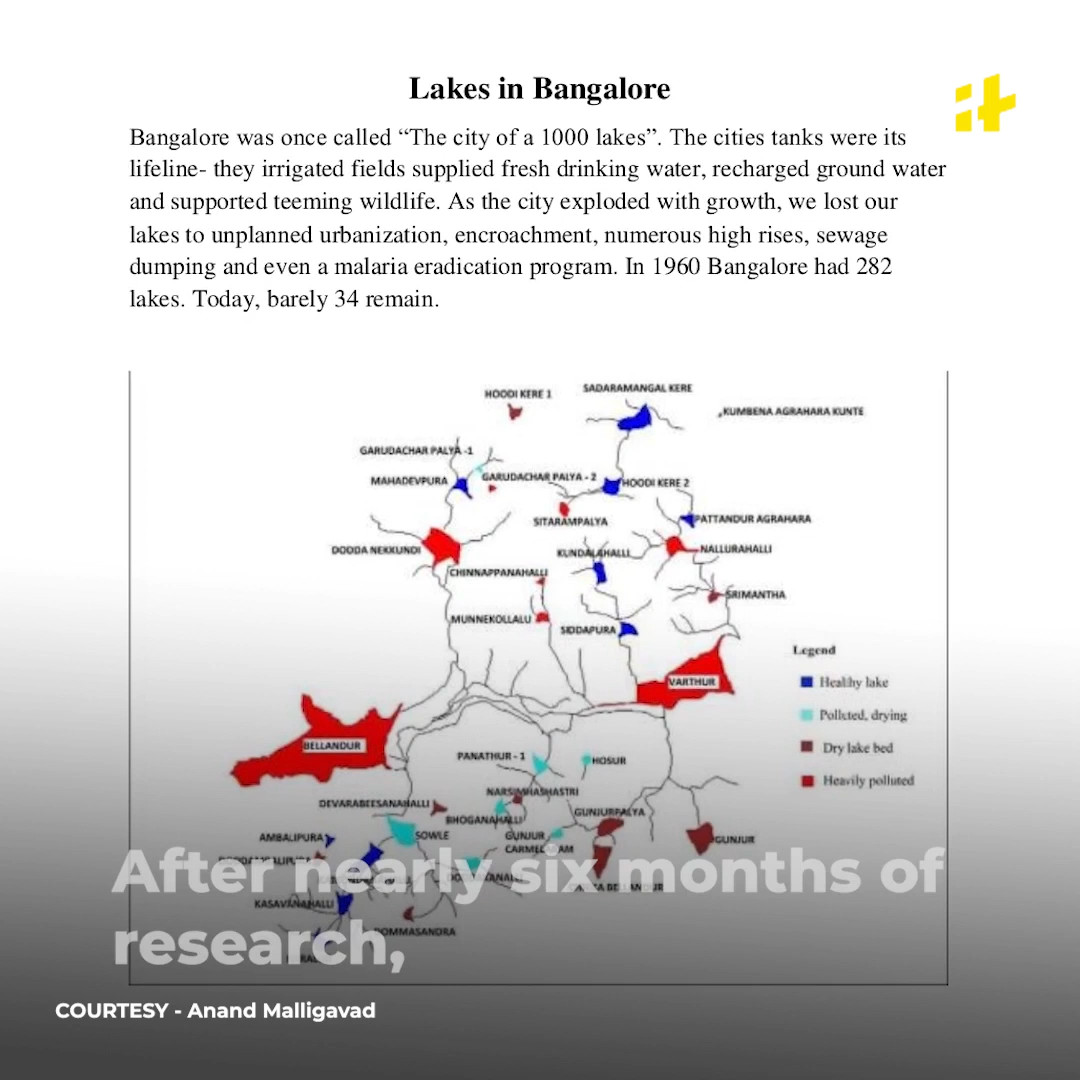 Lakes in Bangalore
Bangalore was once called “The city of a 1000 lakes”. The cities tanks were its
lifeline- they irrigated fields supplied fresh drinking water, recharged ground water
and supported teeming wildlife. As the city exploded with growth, we lost our
lakes to unplanned urbanization, encroachment, numerous high rises, sewage
dumping and even a malaria eradication program. In 1960 Bangalore had 282
lakes. Today, barely 34 remain.
HOODI KERE 1
SADARAMANGAL KERE
KUMBENA AGRAHARA KUNTE
GARUDACHAR PALYA -1
MAHADEVPURA
GARUDACHAR PALYA - 2
HOODI KERE 2
SITARAMPALYA
PATTANDUR AGRAHARA
DODDA NEKKUNDI
KUNDALAHALLI
NALLURAHALLI
CHINNAPPANAHALLI
SRIMANTHA
MUNNEKOLLALU
SIDDAPURA
Legend
VARTHUR
Healthy lake
Polluted, drying
Dry lake bed
Heavily polluted
BELLANDUR
PANATHUR - 1
HOSUR
NARSIMHASHASTRI
DEVARABEESANAHALLI
BHOGANAHALLI
GUNJURPALYA
AMBALIPURA
SOWLE
GUNJUR
CARMELARAM
GUNJUR
BELLANDUR
KASAVANAHALLI
DOMMASANDRA
After nearly six months of
research,
COURTESY - Anand Malligavad